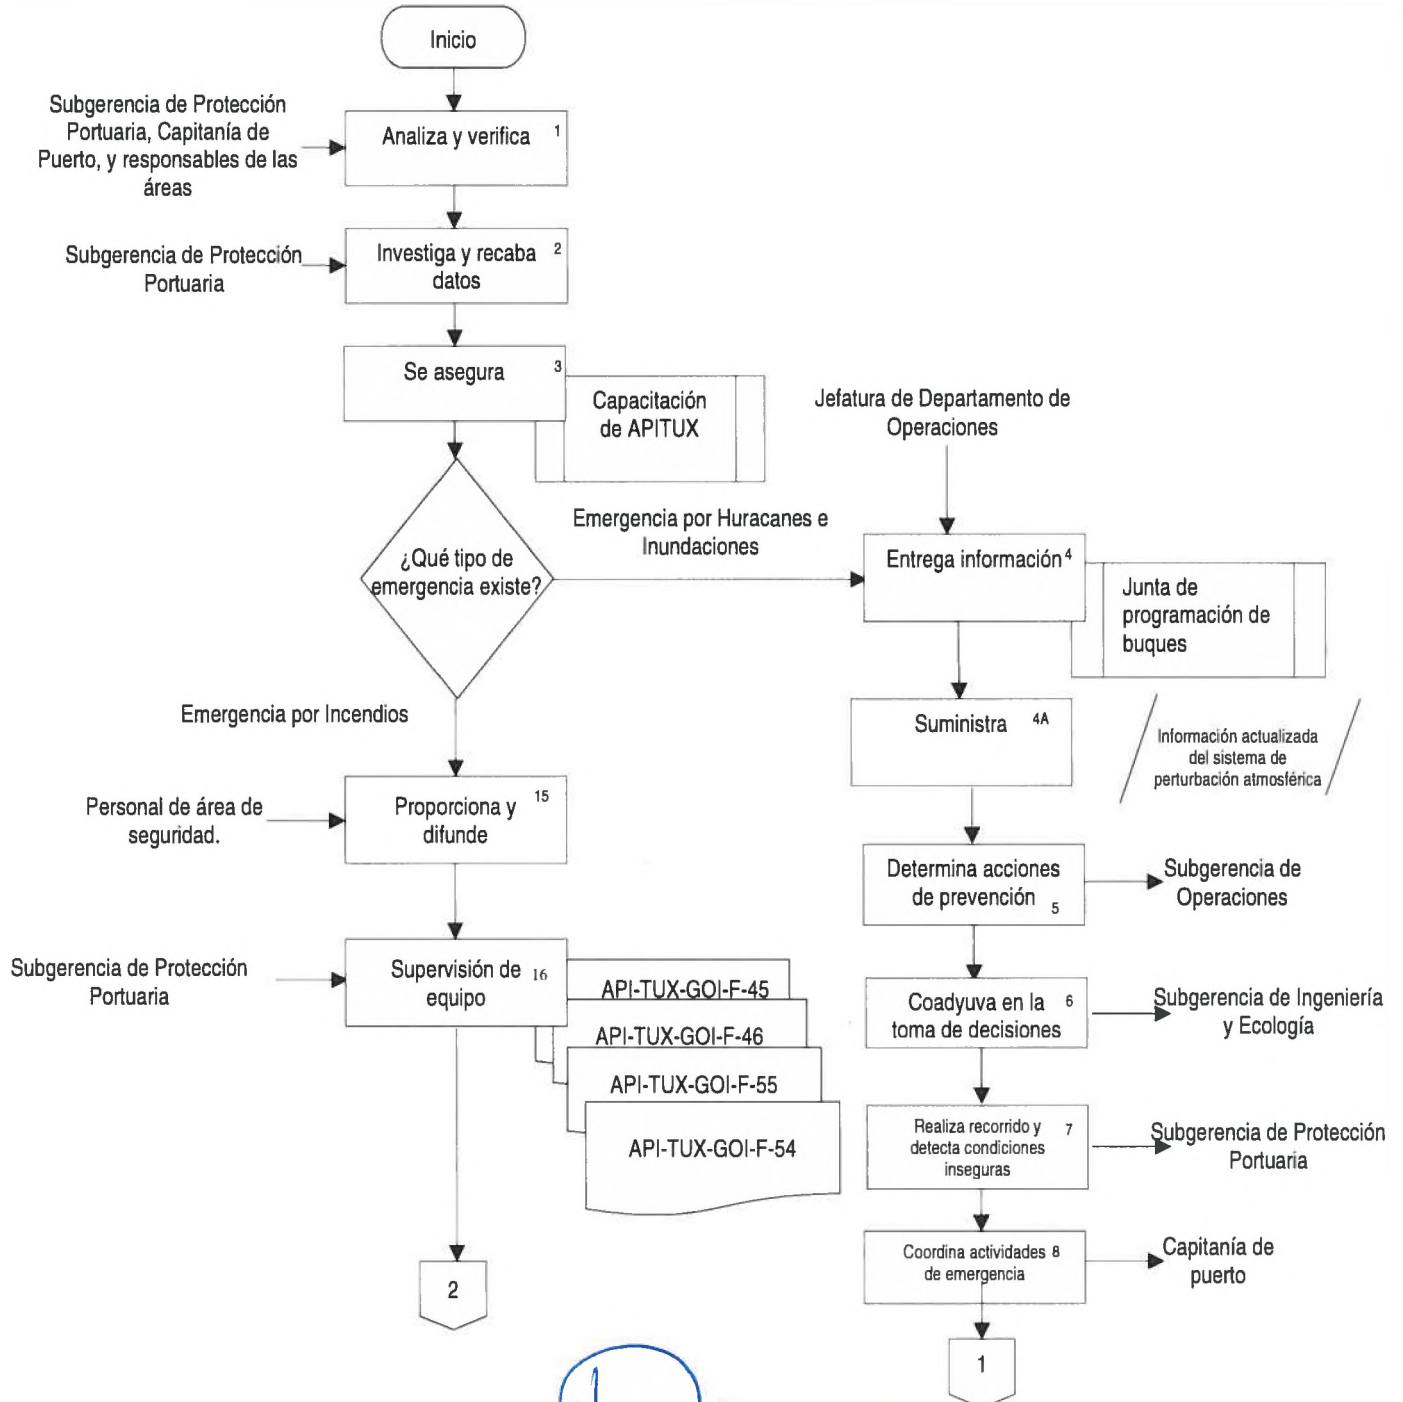 Inicio
Subgerencia de Protección
Portuaria, Capitanía de
Puerto, y responsables de las
áreas
Analiza y verifica 1
Subgerencia de Protección
Portuaria
Investiga y recaba 2
datos
Se asegura 3
Capacitación
de APITUX
Jefatura de Departamento de
Operaciones
¿Qué tipo de
emergencia existe?
Emergencia por Huracanes e
Inundaciones
Entrega información 4
Junta de
programación de
buques
Suministra 4A
Información actualizada
del sistema de
perturbación atmosférica
Emergencia por Incendios
Personal de área de
seguridad.
Proporciona y 15
difunde
Determina acciones
de prevención 5
Subgerencia de
Operaciones
Subgerencia de Protección
Portuaria
Supervisión de 16
equipo
API-TUX-GOI-F-45
API-TUX-GOI-F-46
API-TUX-GOI-F-55
API-TUX-GOI-F-54
Coadyuva en la 6
toma de decisiones
Subgerencia de Ingeniería
y Ecología
Realiza recorrido y 7
detecta condiciones
inseguras
Subgerencia de Protección
Portuaria
Coordina actividades 8
de emergencia
Capitanía de
puerto
2
1